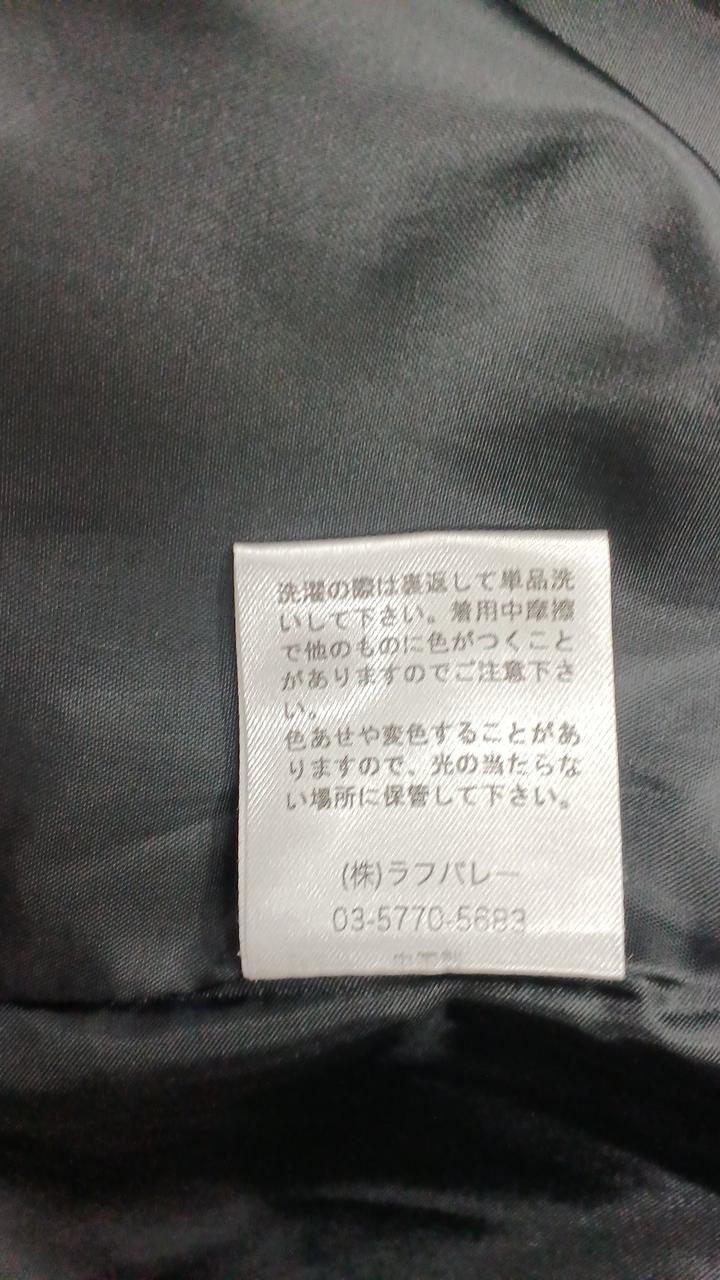 洗濯の際は裏返して単品洗
いして下さい。着用中摩擦
で他のものに色がつくこと
がありますのでご注意下さ
い。
色あせや変色することがあ
りますので、光の当たらな
い場所に保管して下さい。
(株)ラフバレー
03-5770-5683